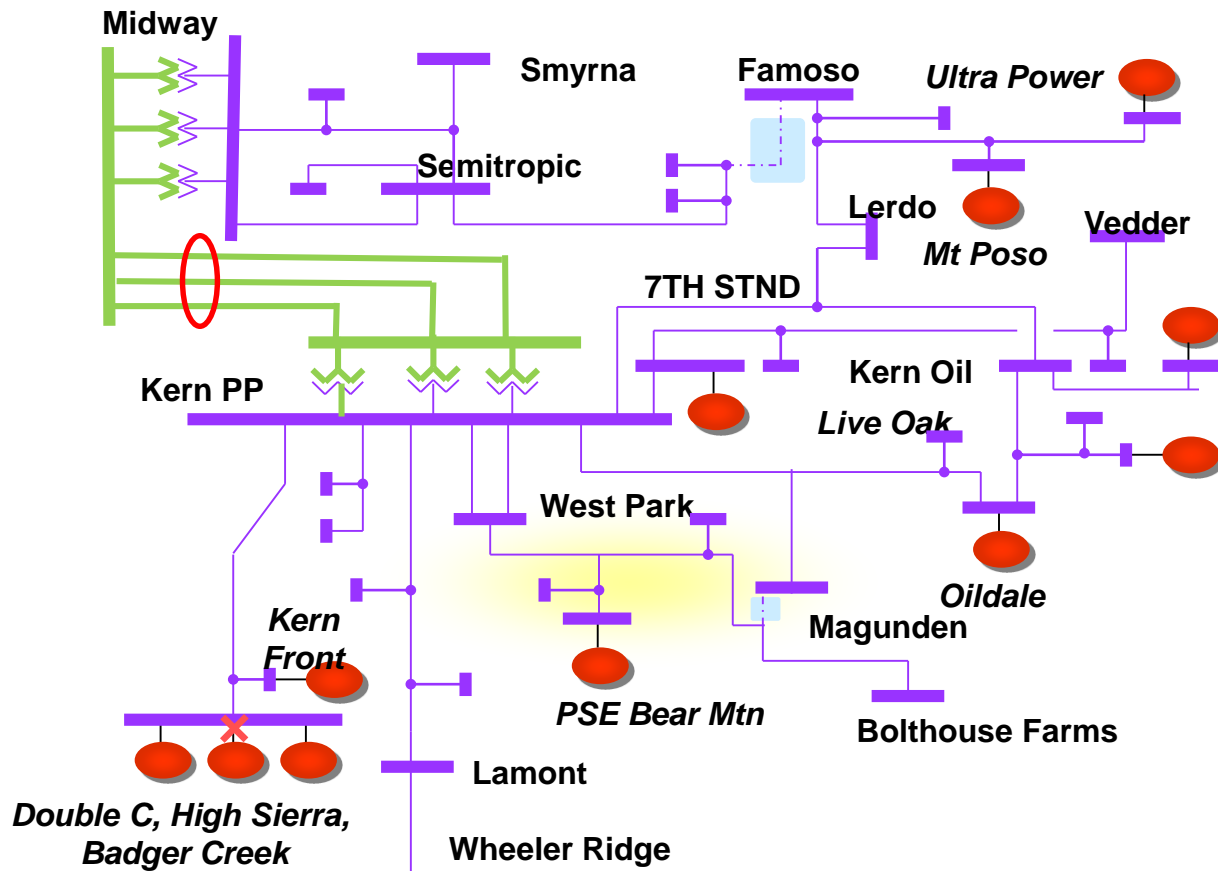 Midway
Smyrna
Famoso
Ultra Power
Semitropic
Lerdo
Vedder
Mt Poso
7TH STND
Kern PP
Kern Oil
Live Oak
West Park
Oildale
Kern
Front
Magunden
PSE Bear Mtn
Bolthouse Farms
Lamont
Double C, High Sierra,
Badger Creek
Wheeler Ridge